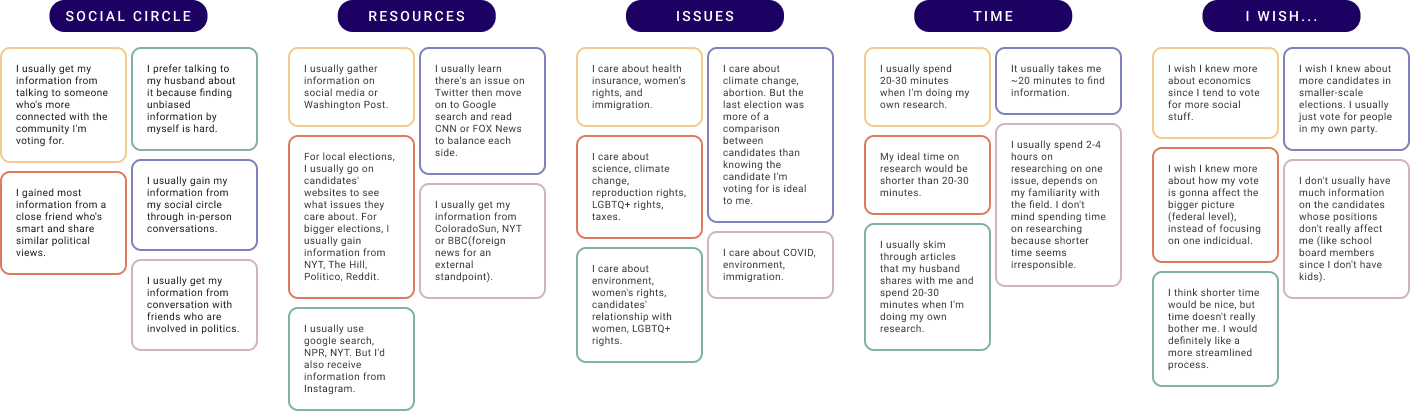 SOCIAL CIRCLE
I usually get my
information from
talking to someone
who's more
connected with the
community I'm
voting for.
I prefer talking to
my husband about
it because finding
unbiased
information by
myself is hard.
I gained most
information from a
close friend who's
smart and share
similar political
views.
I usually gain my
information from
my social circle
through in-person
conversations.
I usually get my
information from
conversation with
friends who are
involved in politics.
RESOURCES
I usually gather
information on
social media or
Washington Post.
I usually learn
there's an issue on
Twitter then move
on to Google
search and read
CNN or FOX News
to balance each
side.
For local elections,
I usually go on
candidates'
websites to see
what issues they
care about. For
bigger elections, I
usually gain
information from
NYT, The Hill,
Politico, Reddit.
I usually get my
information from
ColoradoSun, NYT
or BBC(foreign
news for an
external
standpoint).
I usually use
google search,
NPR, NYT. But I'd
also receive
information from
Instagram.
ISSUES
I care about health
insurance, women's
rights, and
immigration.
I care about
climate change,
abortion. But the
last election was
more of a
comparison
between
candidates than
knowing the
candidate I'm
voting for is ideal
to me.
I care about
science, climate
change,
reproduction rights,
LGBTQ+ rights,
taxes.
I care about COVID,
environment,
immigration.
I care about
environment,
women's rights,
candidates'
relationship with
women, LGBTQ+
rights.
TIME
I usually spend
20-30 minutes
when I'm doing my
own research.
It usually takes me
~20 minutes to find
information.
My ideal time on
research would be
shorter than 20-30
minutes.
I usually spend 2-4
hours on
researching on one
issue, depends on
my familiarity with
the field. I don't
mind spending time
on researching
because shorter
time seems
irresponsible.
I usually skim
through articles
that my husband
shares with me and
spend 20-30
minutes when I'm
doing my own
research.
I WISH...
I wish I knew more
about economics
since I tend to vote
for more social
stuff.
I wish I knew about
more candidates in
smaller-scale
elections. I usually
just vote for people
in my own party.
I wish I knew more
about how my vote
is gonna affect the
bigger picture
(federal level),
instead of focusing
on one indicidual.
I don't usually have
much information
on the candidates
whose positions
don't really affect
me (like school
board members
since I don't have
kids).
I think shorter time
would be nice, but
time doesn't really
bother me. I would
definitely like a
more streamlined
process.